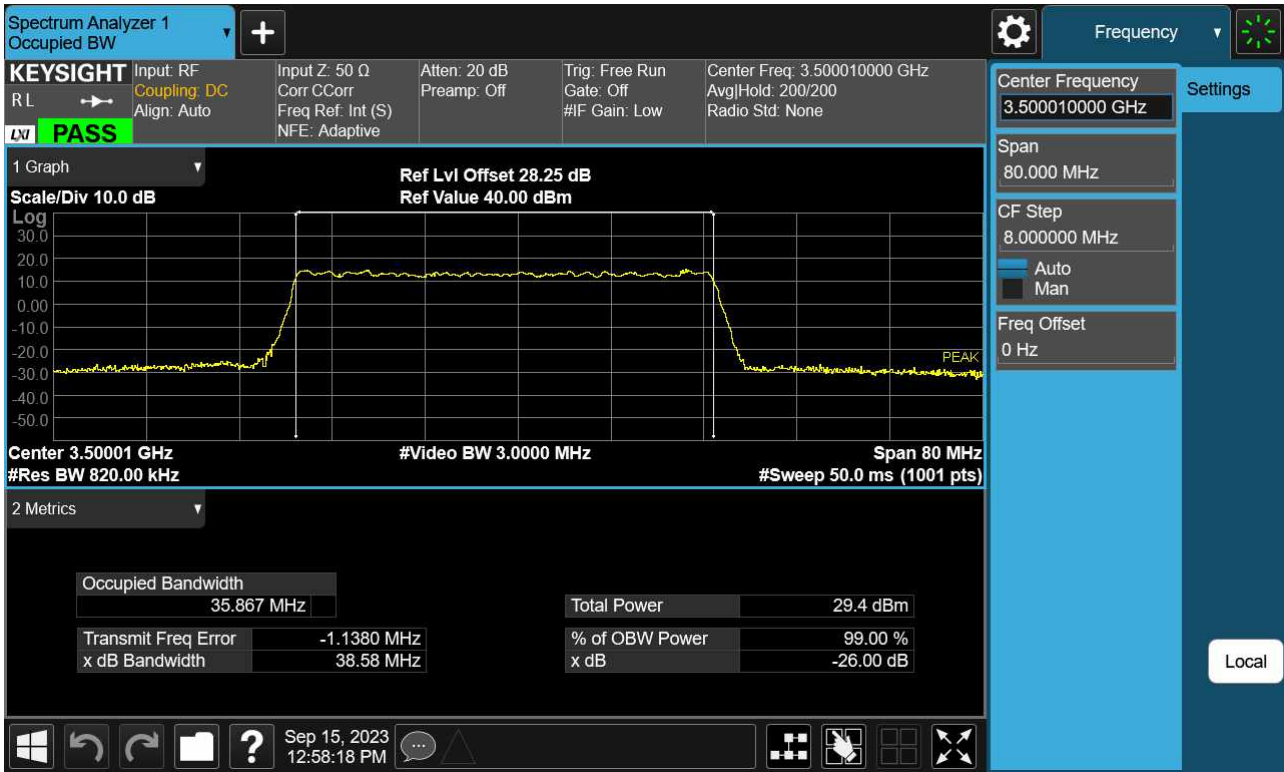 Spectrum Analyzer 1
Occupied BW
+
Frequency
KEYSIGHT
RL
LXI PASS
Input: RF
Coupling: DC
Align: Auto
Input Z: 50 Ω
Corr CCorr
Freq Ref: Int (S)
NFE: Adaptive
Atten: 20 dB
Preamp: Off
Trig: Free Run
Gate: Off
#IF Gain: Low
Center Freq: 3.500010000 GHz
Avg|Hold: 200/200
Radio Std: None
Center Frequency
3.500010000 GHz
Settings
Span
80.000 MHz
CF Step
8.000000 MHz
Auto
Man
Freq Offset
0 Hz
Local
1 Graph
Scale/Div 10.0 dB
Ref Lvl Offset 28.25 dB
Ref Value 40.00 dBm
Log
30.0
20.0
10.0
0.00
-10.0
-20.0
-30.0
-40.0
-50.0
PEAK
Center 3.50001 GHz
#Video BW 3.0000 MHz
Span 80 MHz
#Res BW 820.00 kHz
#Sweep 50.0 ms (1001 pts)
2 Metrics
Occupied Bandwidth
35.867 MHz
Total Power 29.4 dBm
Transmit Freq Error -1.1380 MHz
% of OBW Power 99.00 %
x dB Bandwidth 38.58 MHz
x dB -26.00 dB
?
Sep 15, 2023
12:58:18 PM